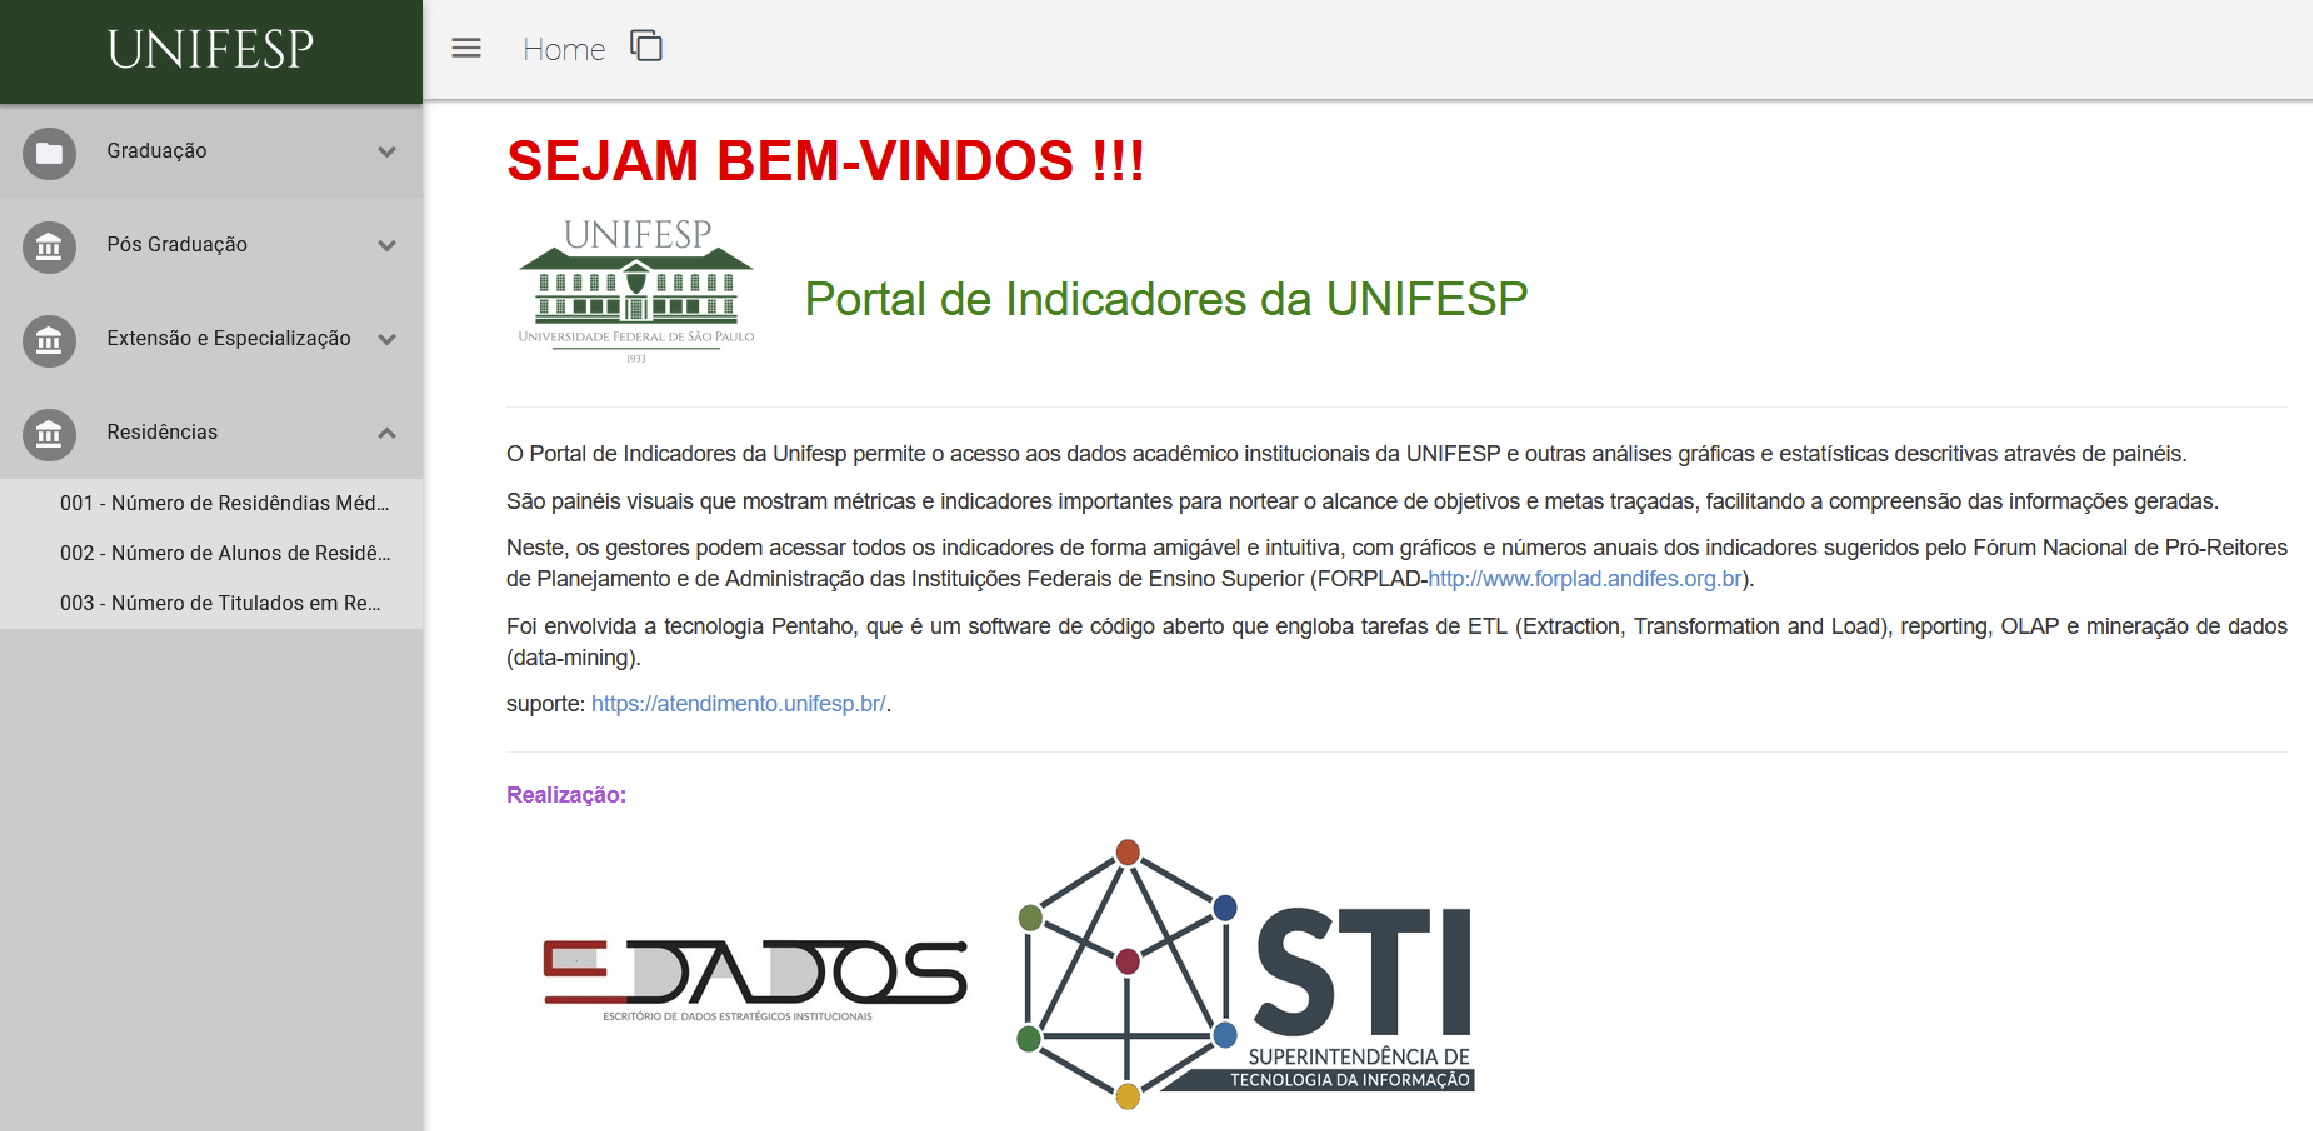 UNIFESP
Home
Graduação
Pós Graduação
Extensão e Especialização
Residências
001 - Número de Residêndias Méd...
002 - Número de Alunos de Residê...
003 - Número de Titulados em Re...
SEJAM BEM-VINDOS !!!
UNIFESP
UNIVERSIDADE FEDERAL DE SÃO PAULO
1933
Portal de Indicadores da UNIFESP
O Portal de Indicadores da Unifesp permite o acesso aos dados acadêmico institucionais da UNIFESP e outras análises gráficas e estatísticas descritivas através de painéis.
São painéis visuais que mostram métricas e indicadores importantes para nortear o alcance de objetivos e metas traçadas, facilitando a compreensão das informações geradas.
Neste, os gestores podem acessar todos os indicadores de forma amigável e intuitiva, com gráficos e números anuais dos indicadores sugeridos pelo Fórum Nacional de Pró-Reitores
de Planejamento e de Administração das Instituições Federais de Ensino Superior (FORPLAD-http://www.forplad.andifes.org.br).
Foi envolvida a tecnologia Pentaho, que é um software de código aberto que engloba tarefas de ETL (Extraction, Transformation and Load), reporting, OLAP e mineração de dados
(data-mining).
suporte: https://atendimento.unifesp.br/.
Realização:
EDADOS
ESCRITÓRIO DE DADOS ESTRATÉGICOS INSTITUCIONAIS
STI
SUPERINTENDÊNCIA DE
TECNOLOGIA DA INFORMAÇÃO